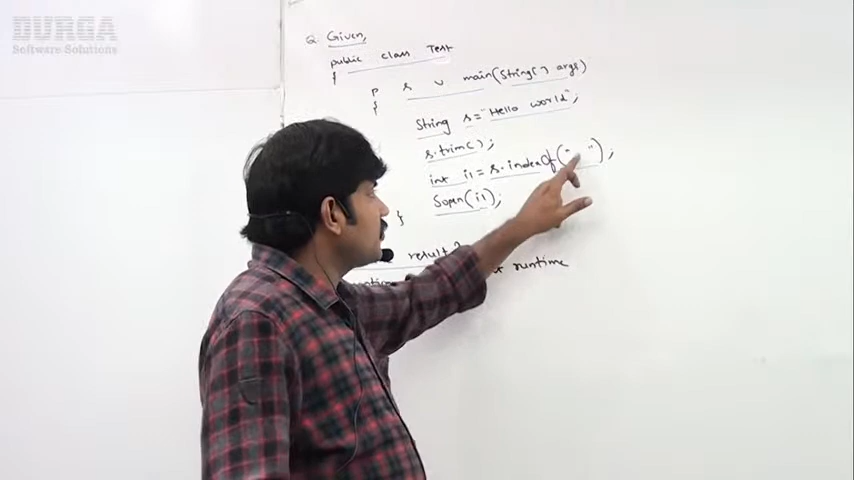 DURGA
Software Solutions
Q. Given,
public class Test
{
p s v main(String[] args)
{
String s="Hello world";
s.trim();
int i1 = s.indexOf(" ");
Sopln(i1);
}
result?
runtime